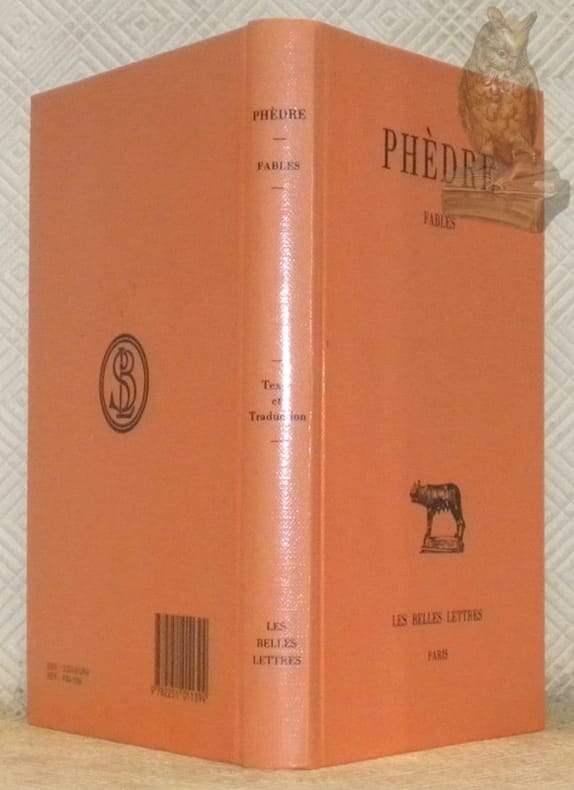 PHÈDRE
FABLES
LES BELLES LETTRES
PARIS
PHÈDRE
FABLES
Texte
et
Traduction
LES
BELLES
LETTRES